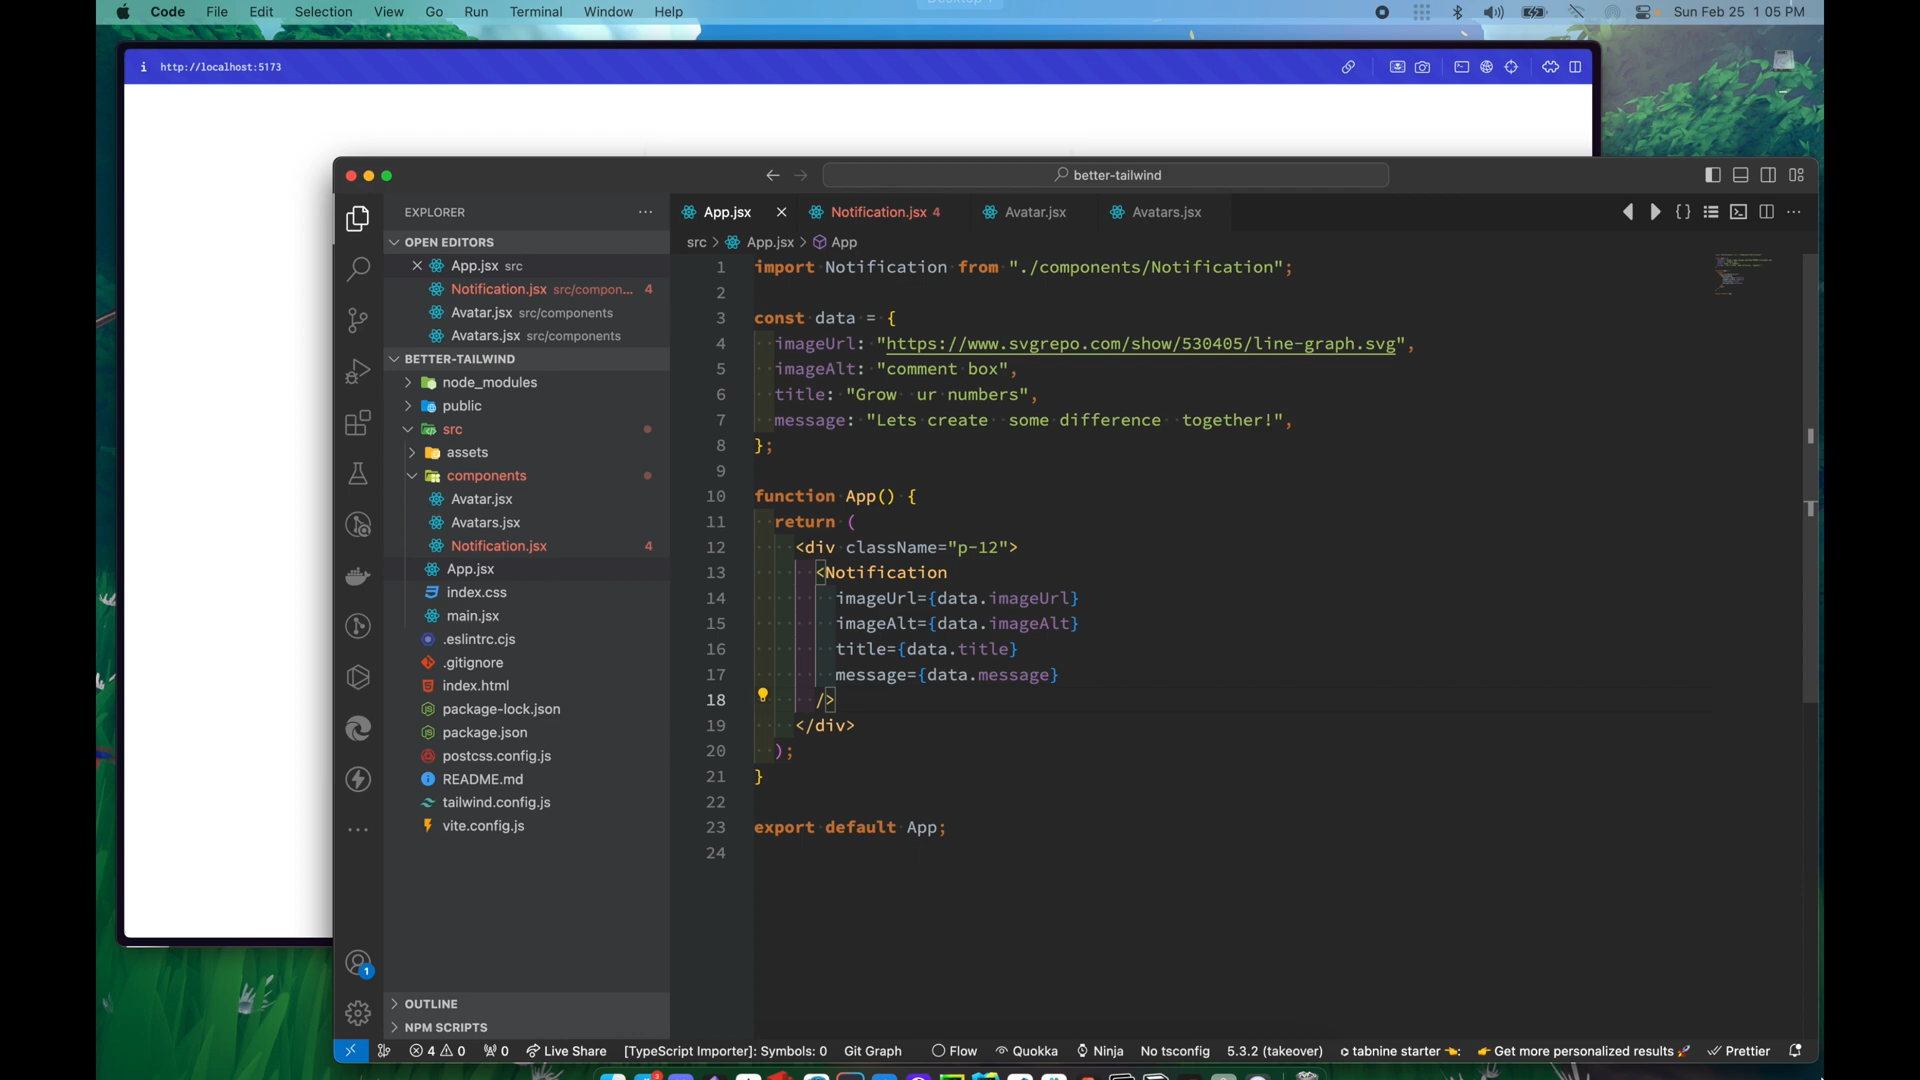 Code File Edit Selection View Go Run Terminal Window Help
Sun Feb 25 1:05 PM
http://localhost:5173
better-tailwind
EXPLORER
OPEN EDITORS
App.jsx src
Notification.jsx src/compon... 4
Avatar.jsx src/components
Avatars.jsx src/components
BETTER-TAILWIND
node_modules
public
src
assets
components
Avatar.jsx
Avatars.jsx
Notification.jsx 4
App.jsx
index.css
main.jsx
.eslintrc.cjs
.gitignore
index.html
package-lock.json
package.json
postcss.config.js
README.md
tailwind.config.js
vite.config.js
OUTLINE
NPM SCRIPTS
1
App.jsx Notification.jsx 4 Avatar.jsx Avatars.jsx
src > App.jsx > App
1 import Notification from "./components/Notification";
2
3 const data = {
4 imageUrl: "https://www.svgrepo.com/show/530405/line-graph.svg",
5 imageAlt: "comment box",
6 title: "Grow  ur numbers",
7 message: "Lets create  some difference  together!",
8 };
9
10 function App() {
11 return (
12 <div className="p-12">
13 <Notification
14 imageUrl={data.imageUrl}
15 imageAlt={data.imageAlt}
16 title={data.title}
17 message={data.message}
18 />
19 </div>
20 );
21 }
22
23 export default App;
24
4 0 0 Live Share [TypeScript Importer]: Symbols: 0 Git Graph Flow Quokka Ninja No tsconfig 5.3.2 (takeover) tabnine starter Get more personalized results Prettier